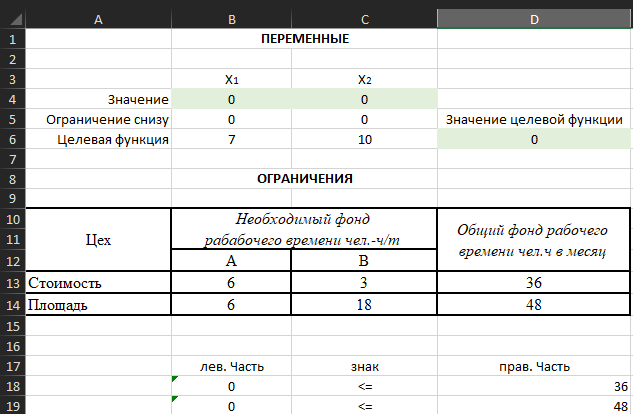 A B C D
1 ПЕРЕМЕННЫЕ
2
3 X1 X2
4 Значение 0 0
5 Ограничение снизу 0 0 Значение целевой функции
6 Целевая функция 7 10 0
7
8 ОГРАНИЧЕНИЯ
9
10 Необходимый фонд
11 Цех рабабочего времени чел.-ч/т Общий фонд рабочего времени чел.ч в месяц
12 A B
13 Стоимость 6 3 36
14 Площадь 6 18 48
15
16
17 лев. Часть знак прав. Часть
18 0 <= 36
19 0 <= 48